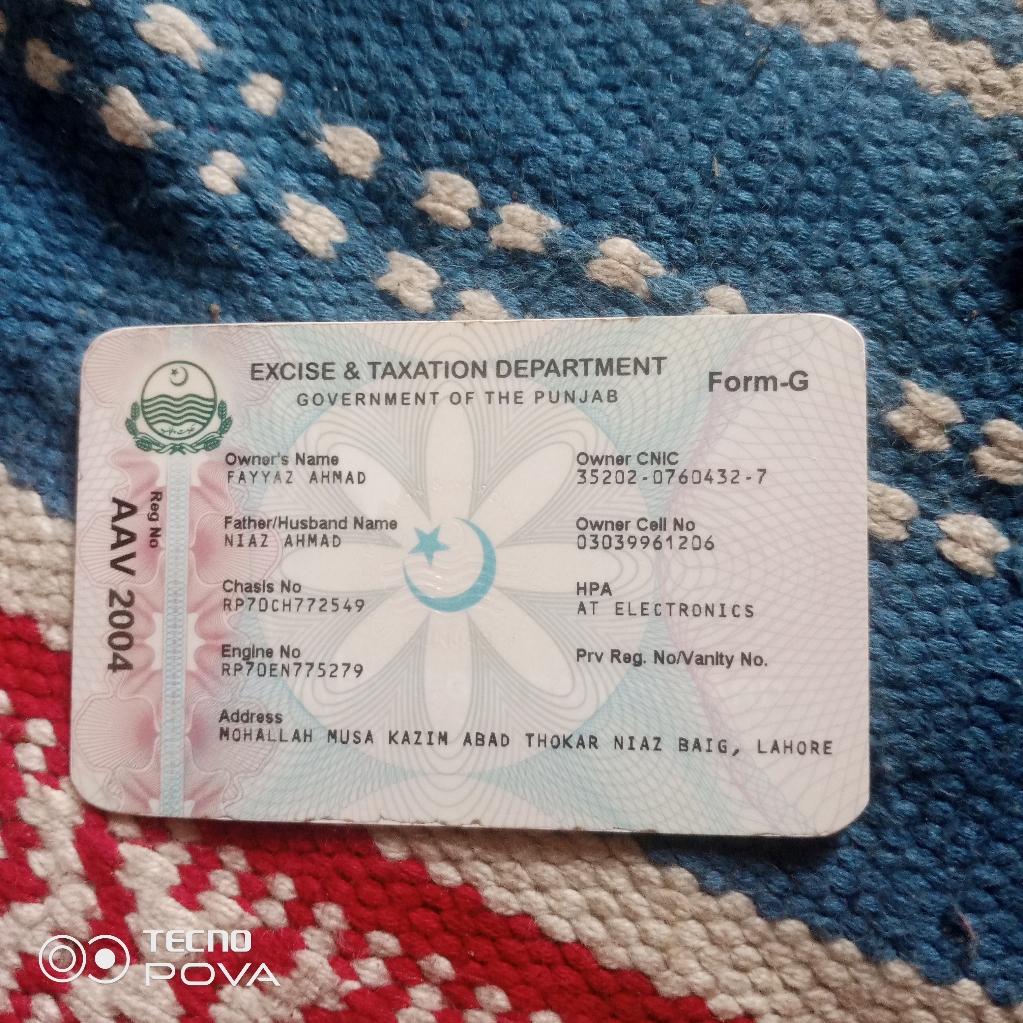 EXCISE & TAXATION DEPARTMENT
GOVERNMENT OF THE PUNJAB
Form-G
Reg No
AAV 2004
Owner's Name
FAYYAZ AHMAD
Owner CNIC
35202-0760432-7
Father/Husband Name
NIAZ AHMAD
Owner Cell No
03039961206
Chasis No
RP70CH772549
HPA
AT ELECTRONICS
Engine No
RP70EN775279
Prv Reg. No/Vanity No.
Address
MOHALLAH MUSA KAZIM ABAD THOKAR NIAZ BAIG, LAHORE
TECNO
POVA